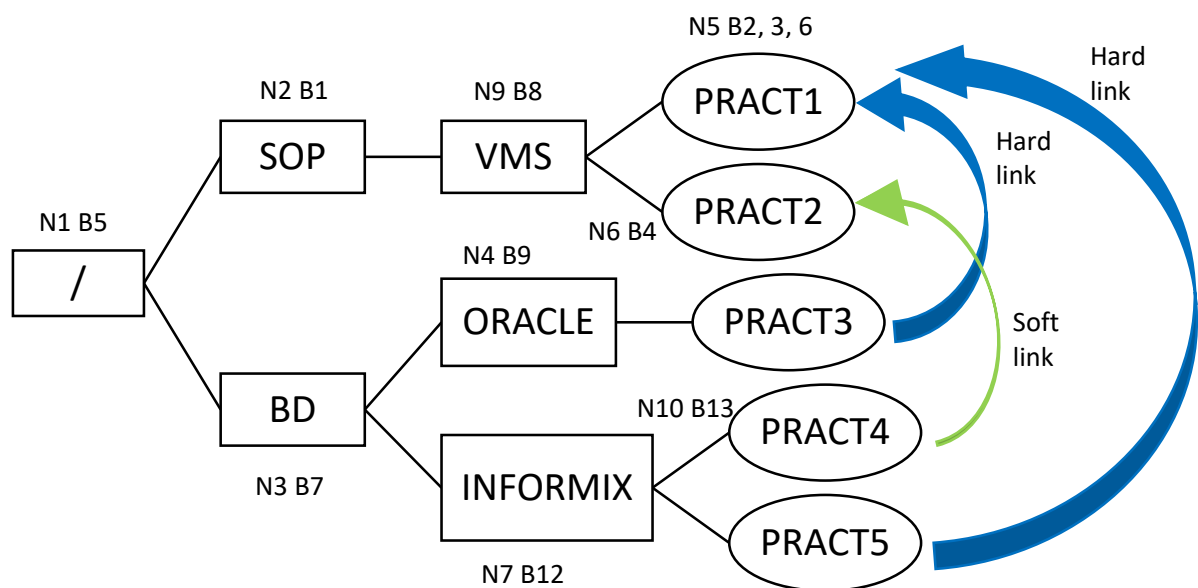 N5 B2, 3, 6
Hard
link
N2 B1
N9 B8
PRACT1
SOP
VMS
Hard
link
PRACT2
N1 B5
N6 B4
N4 B9
/
ORACLE
PRACT3
Soft
link
BD
N10 B13
PRACT4
INFORMIX
N3 B7
PRACT5
N7 B12